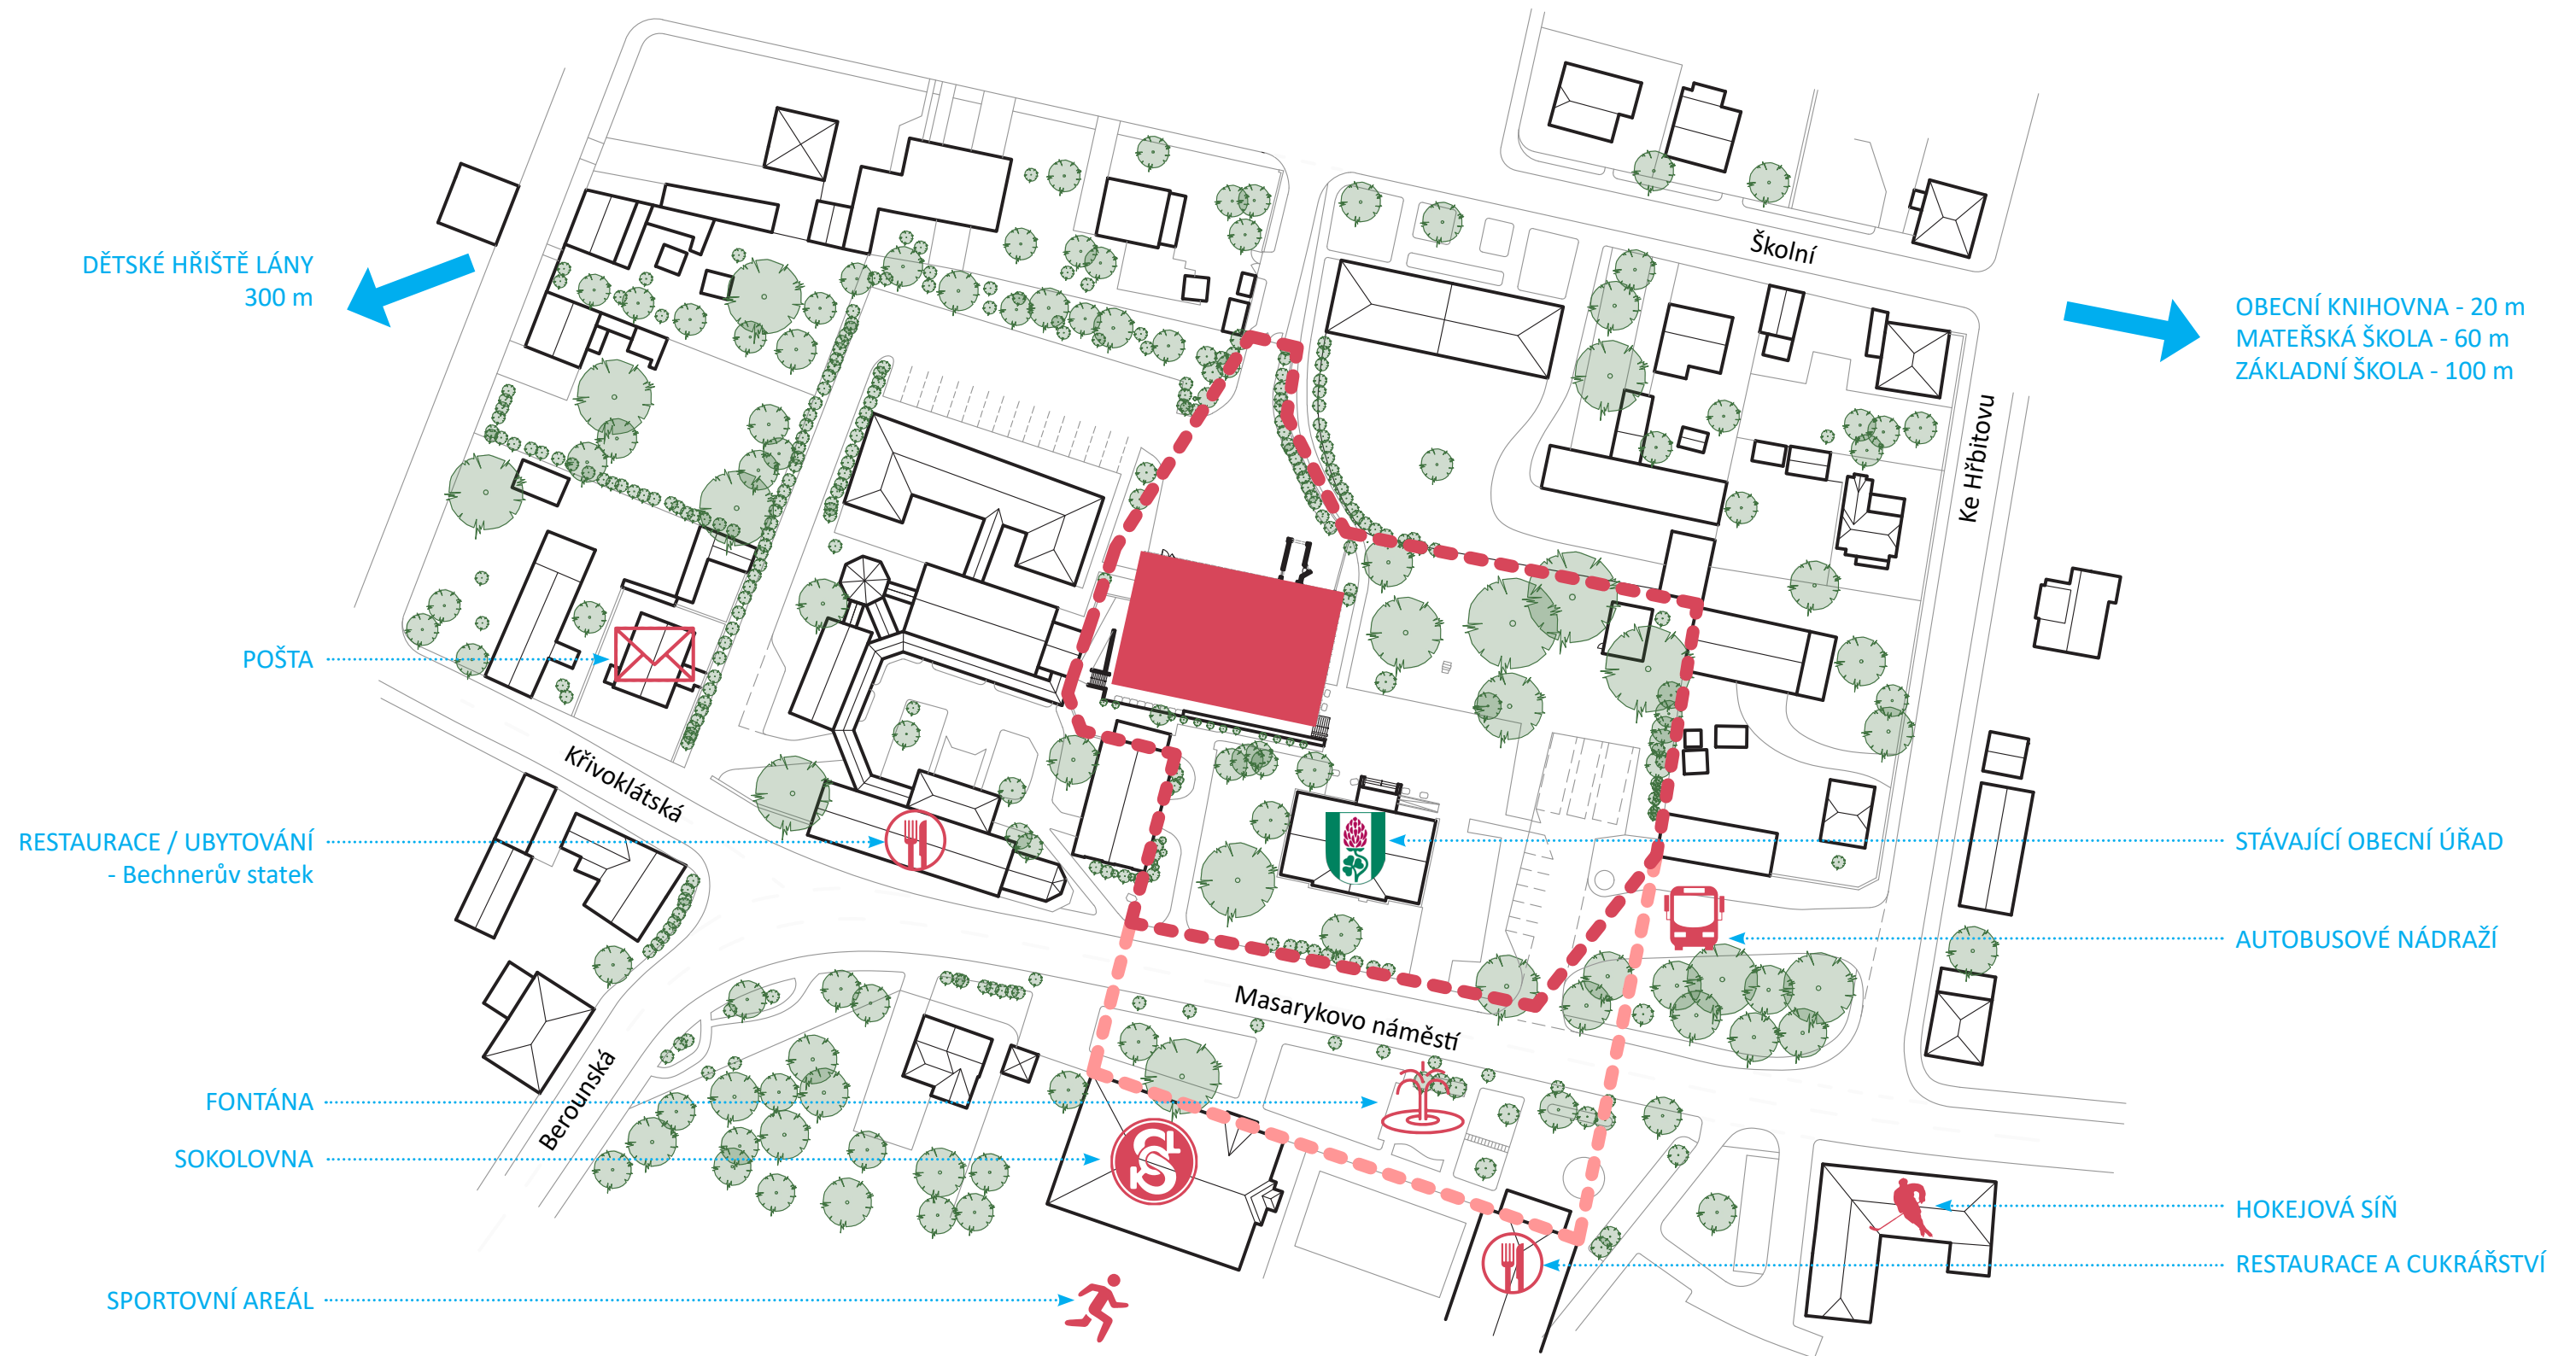 Školní
DĚTSKÉ HŘIŠTĚ LÁNY
300 m
OBECNÍ KNIHOVNA - 20 m
MATEŘSKÁ ŠKOLA - 60 m
ZÁKLADNÍ ŠKOLA - 100 m
Ke Hřbitovu
POŠTA
Křivoklátská
RESTAURACE / UBYTOVÁNÍ
- Bechnerův statek
STÁVAJÍCÍ OBECNÍ ÚŘAD
AUTOBUSOVÉ NÁDRAŽÍ
Masarykovo náměstí
Berounská
FONTÁNA
SOKOLOVNA
HOKEJOVÁ SÍŇ
RESTAURACE A CUKRÁŘSTVÍ
SPORTOVNÍ AREÁL